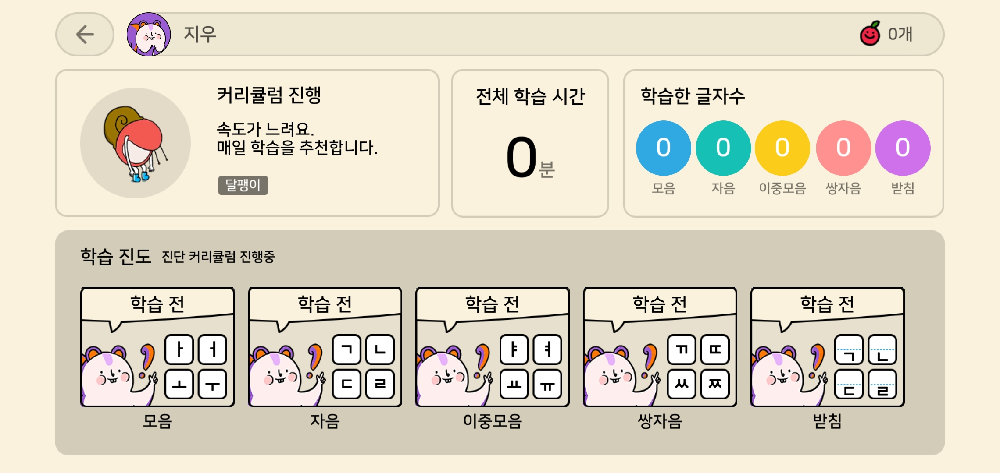 지우
0개
커리큘럼 진행
속도가 느려요.
매일 학습을 추천합니다.
달팽이
전체 학습 시간
0분
학습한 글자수
0 0 0 0 0
모음 자음 이중모음 쌍자음 받침
학습 진도 진단 커리큘럼 진행중
학습 전
ㅏ ㅓ
ㅗ ㅜ
모음
학습 전
ㄱ ㄴ
ㄷ ㄹ
자음
학습 전
ㅑ ㅕ
ㅛ ㅠ
이중모음
학습 전
ㄲ ㄸ
ㅆ ㅉ
쌍자음
학습 전
ㄱ ㄴ
ㄷ ㄹ
받침